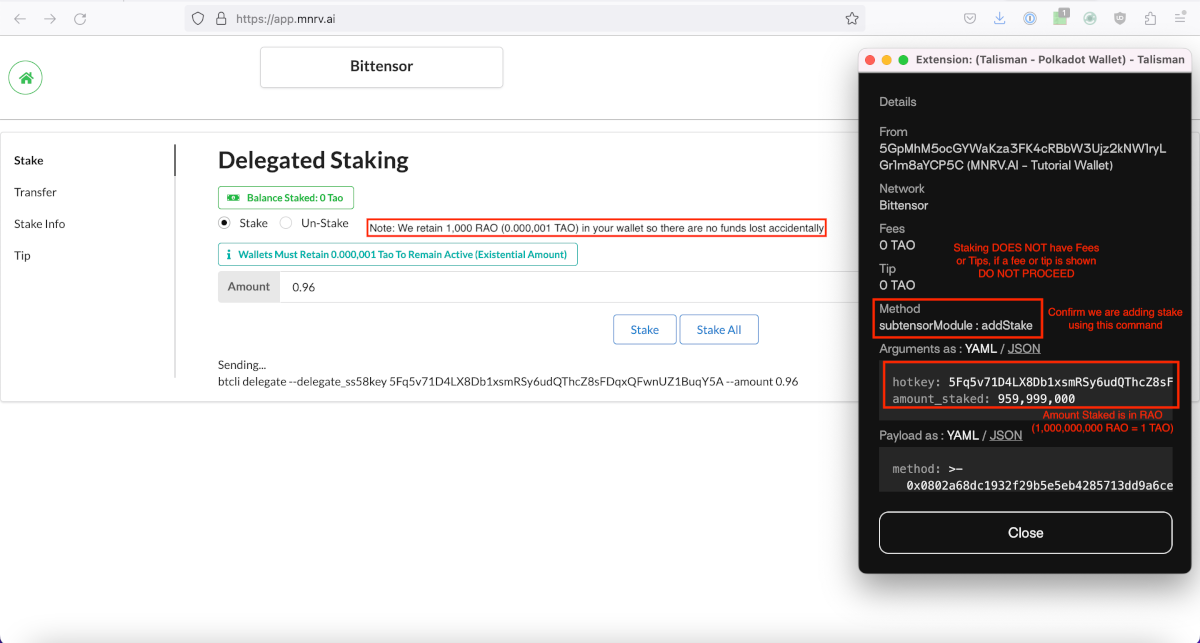 https://app.mnrv.ai
1
Bittensor
Stake
Transfer
Stake Info
Tip
Delegated Staking
Balance Staked: 0 Tao
Stake
Un-Stake
Note: We retain 1,000 RAO (0.000,001 TAO) in your wallet so there are no funds lost accidentally
Wallets Must Retain 0.000,001 Tao To Remain Active (Existential Amount)
Amount
0.96
Stake
Stake All
Sending...
btcli delegate --delegate_ss58key 5Fq5v71D4LX8Db1xsmRSy6udQThcZ8sFDqxQFwnUZ1BuqY5A --amount 0.96
Extension: (Talisman - Polkadot Wallet) - Talisman
Details
From
5GpMhM5ocGYWaKza3FK4cRBbW3Ujz2kNW1ryL
Gr1m8aYCP5C (MNRV.AI - Tutorial Wallet)
Network
Bittensor
Fees
0 TAO
Tip
0 TAO
Staking DOES NOT have Fees
or Tips, if a fee or tip is shown
DO NOT PROCEED
Method
subtensorModule : addStake
Confirm we are adding stake
using this command
Arguments as : YAML / JSON
hotkey: 5Fq5v71D4LX8Db1xsmRSy6udQThcZ8sF
amount_staked: 959,999,000
Amount Staked is in RAO
(1,000,000,000 RAO = 1 TAO)
Payload as : YAML / JSON
method: >-
0x0802a68dc1932f29b5e5eb4285713dd9a6ce
Close